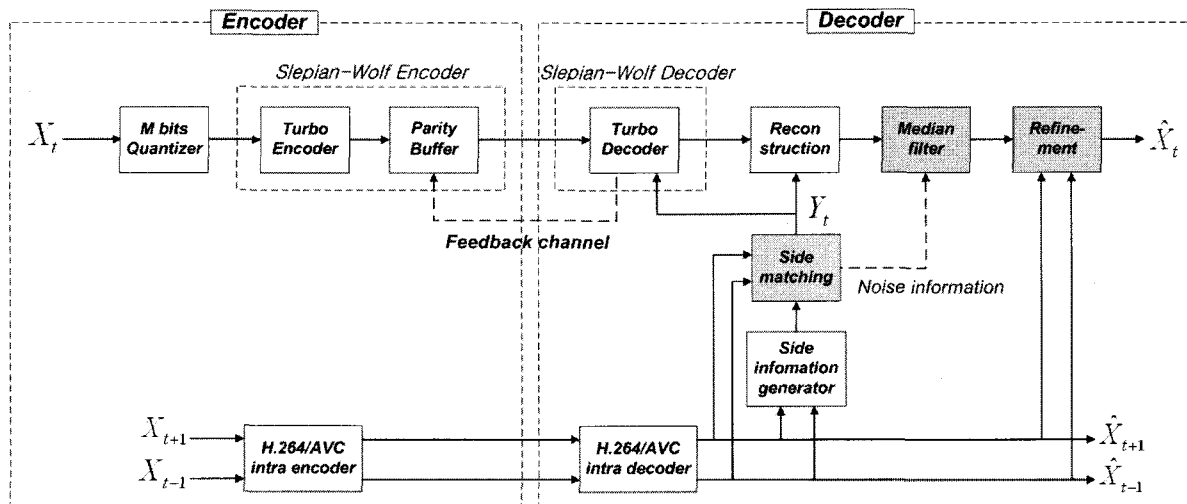 Encoder
Decoder
Slepian-Wolf Encoder
Slepian-Wolf Decoder
X_t
M bits
Quantizer
Turbo
Encoder
Parity
Buffer
Turbo
Decoder
Recon
struction
Median
filter
Refine-
ment
X̂_t
Feedback channel
Y_t
Side
matching
Noise information
Side
infomation
generator
X_{t+1}
X_{t-1}
H.264/AVC
intra encoder
H.264/AVC
intra decoder
X̂_{t+1}
X̂_{t-1}